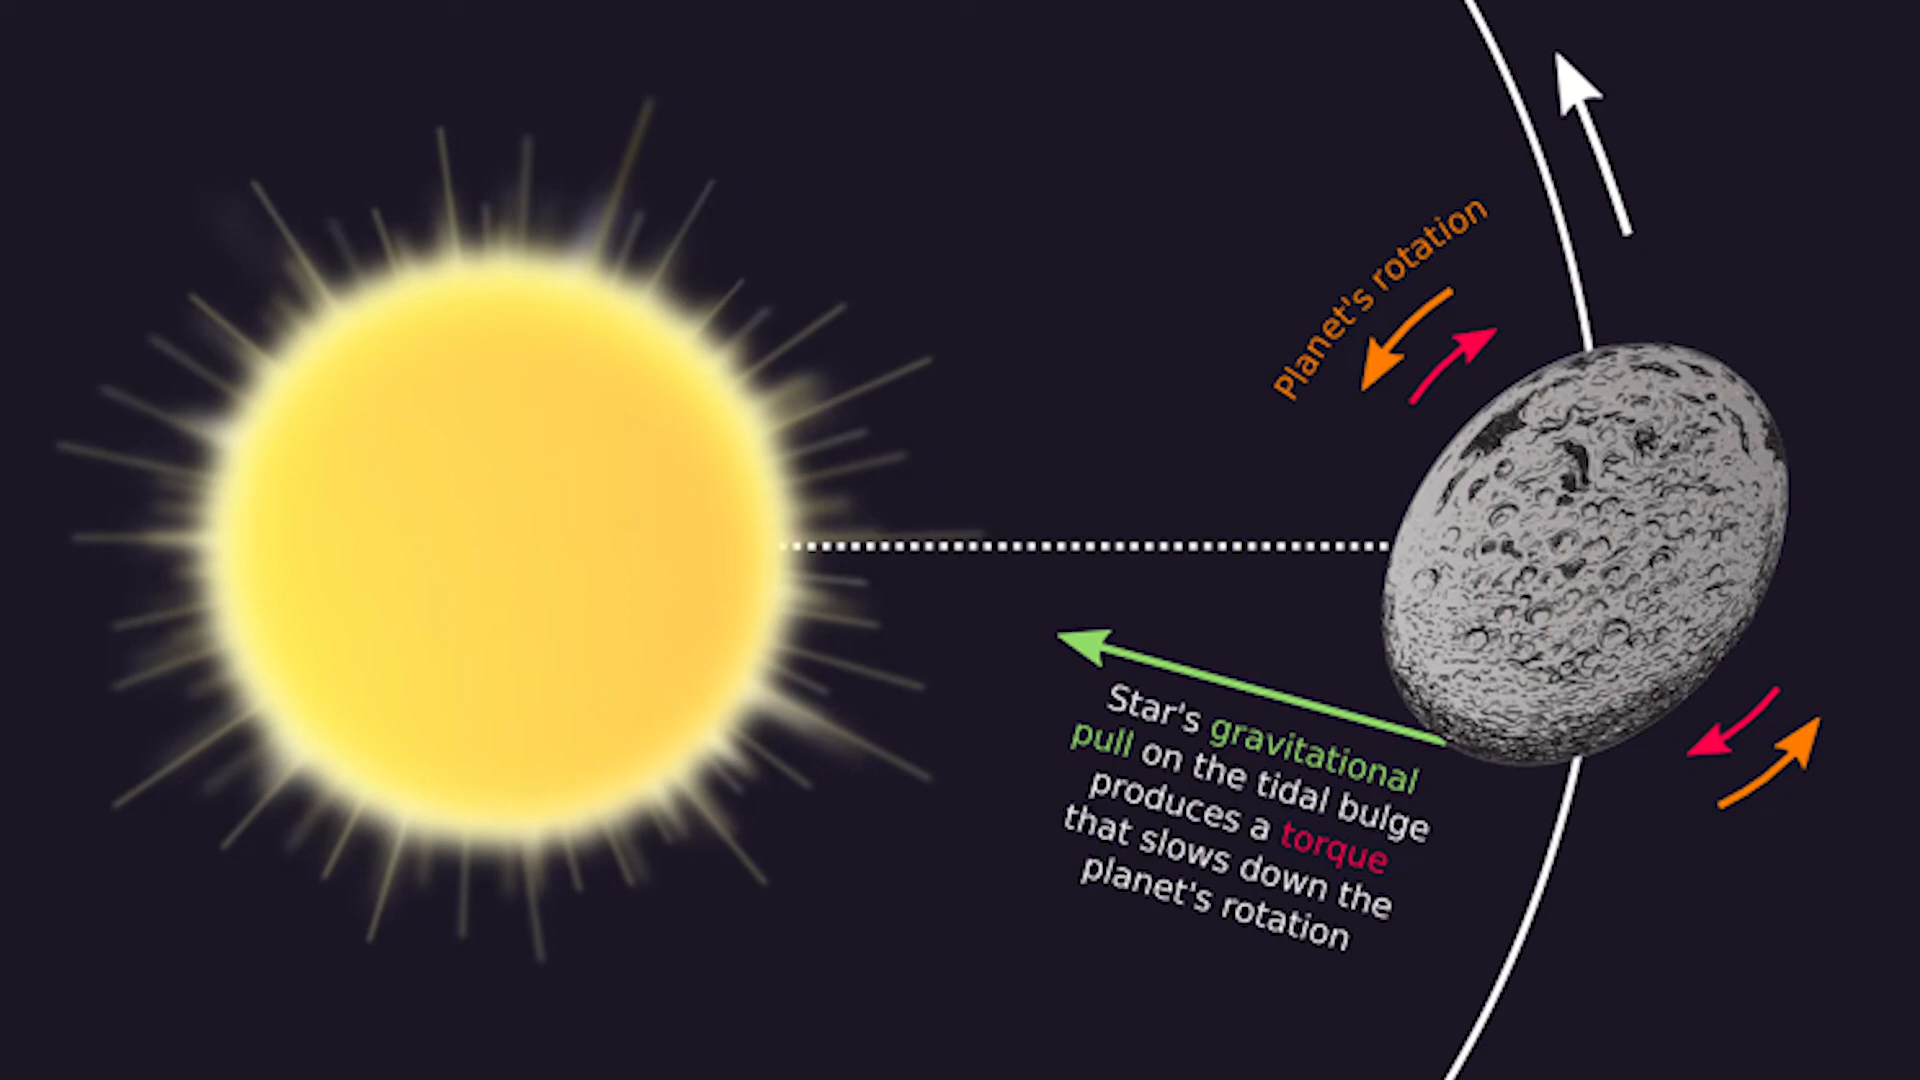 Planet's rotation
Star's gravitational
pull on the tidal bulge
produces a torque
that slows down the
planet's rotation